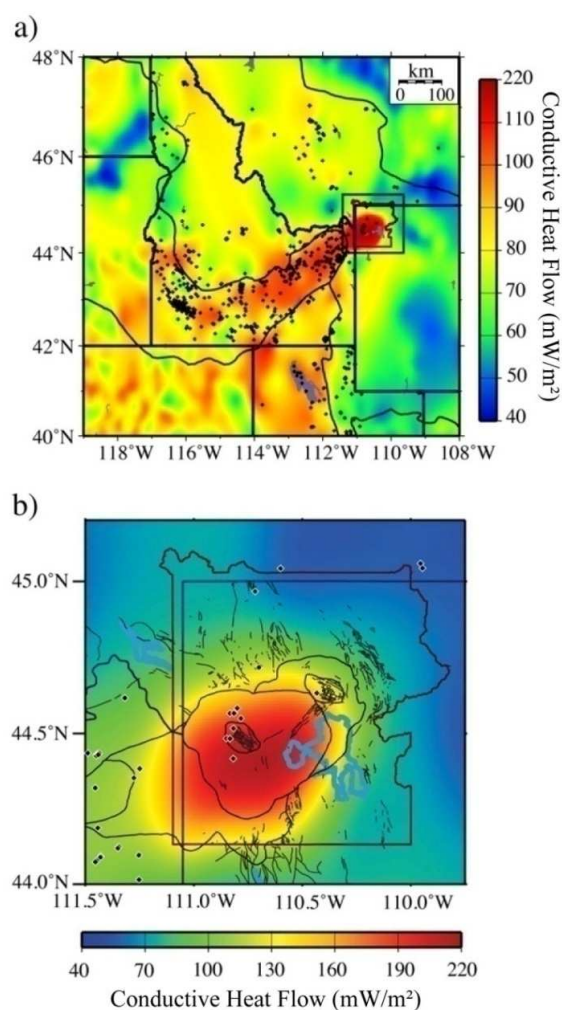 a)
48°N
46°N
44°N
42°N
40°N
km
0 100
118°W 116°W 114°W 112°W 110°W 108°W
220
110
100
90
80
70
60
50
40
Conductive Heat Flow (mW/m²)
b)
45.0°N
44.5°N
44.0°N
111.5°W 111.0°W 110.5°W 110.0°W
40 70 100 130 160 190 220
Conductive Heat Flow (mW/m²)